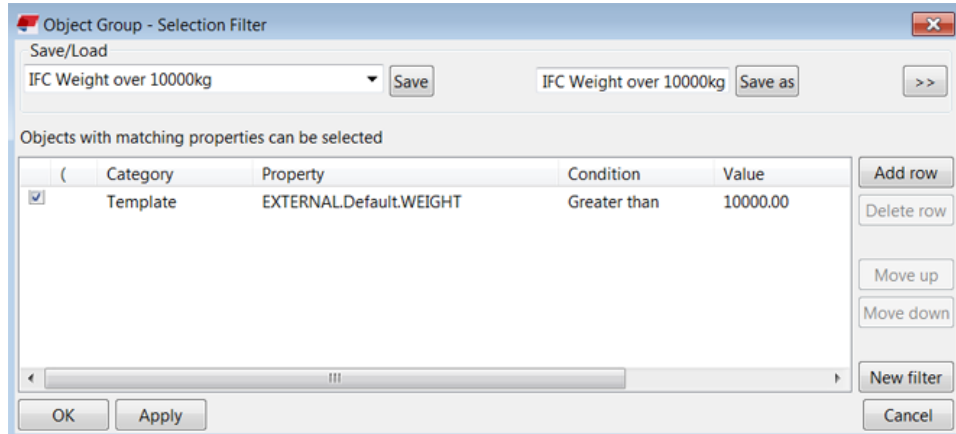 Object Group - Selection Filter
Save/Load
IFC Weight over 10000kg Save IFC Weight over 10000kg Save as >>
Objects with matching properties can be selected
( Category Property Condition Value Add row
Template EXTERNAL.Default.WEIGHT Greater than 10000.00
Delete row
Move up
Move down
New filter
OK Apply Cancel